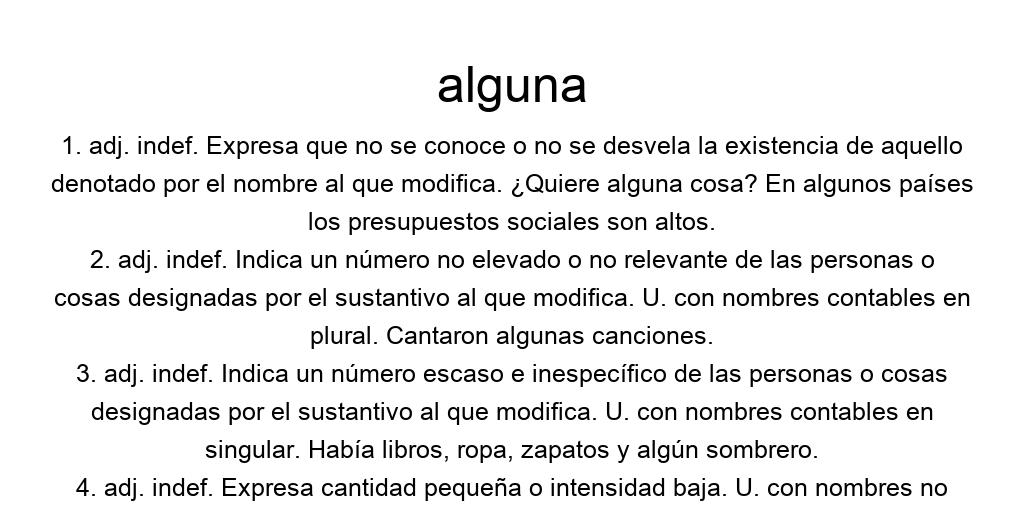 alguna
1. adj. indef. Expresa que no se conoce o no se desvela la existencia de aquello
denotado por el nombre al que modifica. ¿Quiere alguna cosa? En algunos países
los presupuestos sociales son altos.
2. adj. indef. Indica un número no elevado o no relevante de las personas o
cosas designadas por el sustantivo al que modifica. U. con nombres contables en
plural. Cantaron algunas canciones.
3. adj. indef. Indica un número escaso e inespecífico de las personas o cosas
designadas por el sustantivo al que modifica. U. con nombres contables en
singular. Había libros, ropa, zapatos y algún sombrero.
4. adj. indef. Expresa cantidad pequeña o intensidad baja. U. con nombres no